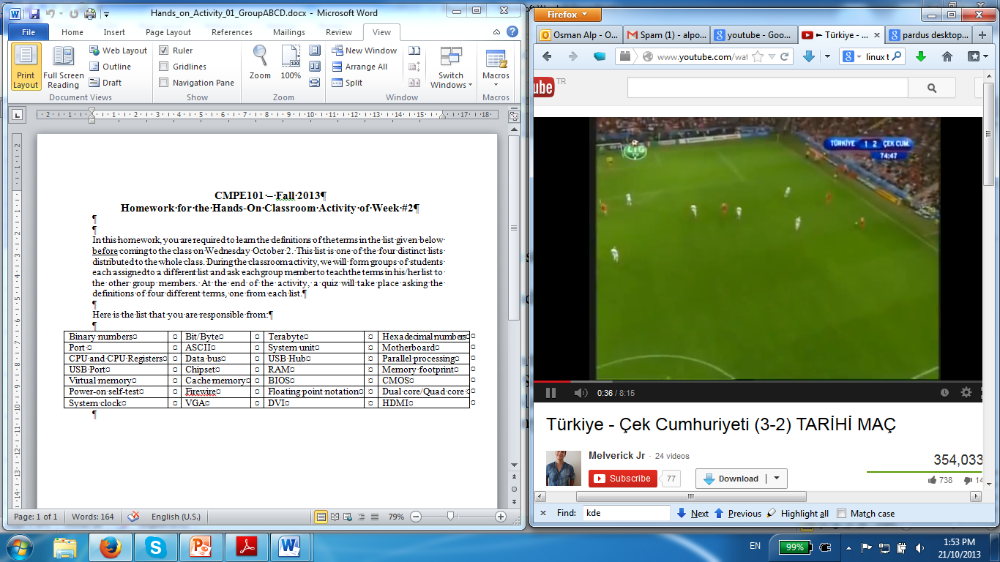 Hands_on_Activity_01_GroupABCD.docx - Microsoft Word
File Home Insert Page Layout References Mailings Review View
Print Layout
Full Screen Reading
Web Layout
Outline
Draft
Document Views
Ruler
Gridlines
Navigation Pane
Show
Zoom
100%
Zoom
New Window
Arrange All
Split
Switch Windows
Window
Macros
Macros
CMPE101 – Fall 2013¶
Homework for the Hands-On Classroom Activity of Week #2¶
¶
¶
In this homework, you are required to learn the definitions of the terms in the list given below
before coming to the class on Wednesday October 2. This list is one of the four distinct lists
distributed to the whole class. During the classroom activity, we will form groups of students
each assigned to a different list and ask each group member to teach the terms in his/her list to
the other group members. At the end of the activity, a quiz will take place asking the
definitions of four different terms, one from each list.¶
¶
Here is the list that you are responsible from:¶
¶
Binary numbers¤ ¤ Bit/Byte¤ ¤ Terabyte¤ ¤ Hexadecimal numbers¤ ¤
Port ¤ ¤ ASCII¤ ¤ System unit¤ ¤ Motherboard¤ ¤
CPU and CPU Registers¤ ¤ Data bus¤ ¤ USB Hub¤ ¤ Parallel processing¤ ¤
USB Port¤ ¤ Chipset¤ ¤ RAM¤ ¤ Memory footprint¤ ¤
Virtual memory¤ ¤ Cache memory¤ ¤ BIOS¤ ¤ CMOS¤ ¤
Power-on self-test¤ ¤ Firewire¤ ¤ Floating point notation¤ ¤ Dual core/Quad core ¤ ¤
System clock¤ ¤ VGA¤ ¤ DVI¤ ¤ HDMI¤ ¤
¶
Page: 1 of 1 Words: 164 English (U.S.) 79%
Firefox
Osman Alp - O... Spam (1) - alpo... youtube - Goo... ► Türkiye - ... pardus desktop...
www.youtube.com/wat linux t
ube TR
LİG TV
TÜRKİYE 1 2 ÇEK CUM.
74:47
0:36 / 8:15
Türkiye - Çek Cumhuriyeti (3-2) TARİHİ MAÇ
Melverick Jr · 24 videos
Subscribe 77 Download
354,033
738 14
Find: kde Next Previous Highlight all Match case
EN 99% 1:53 PM
21/10/2013